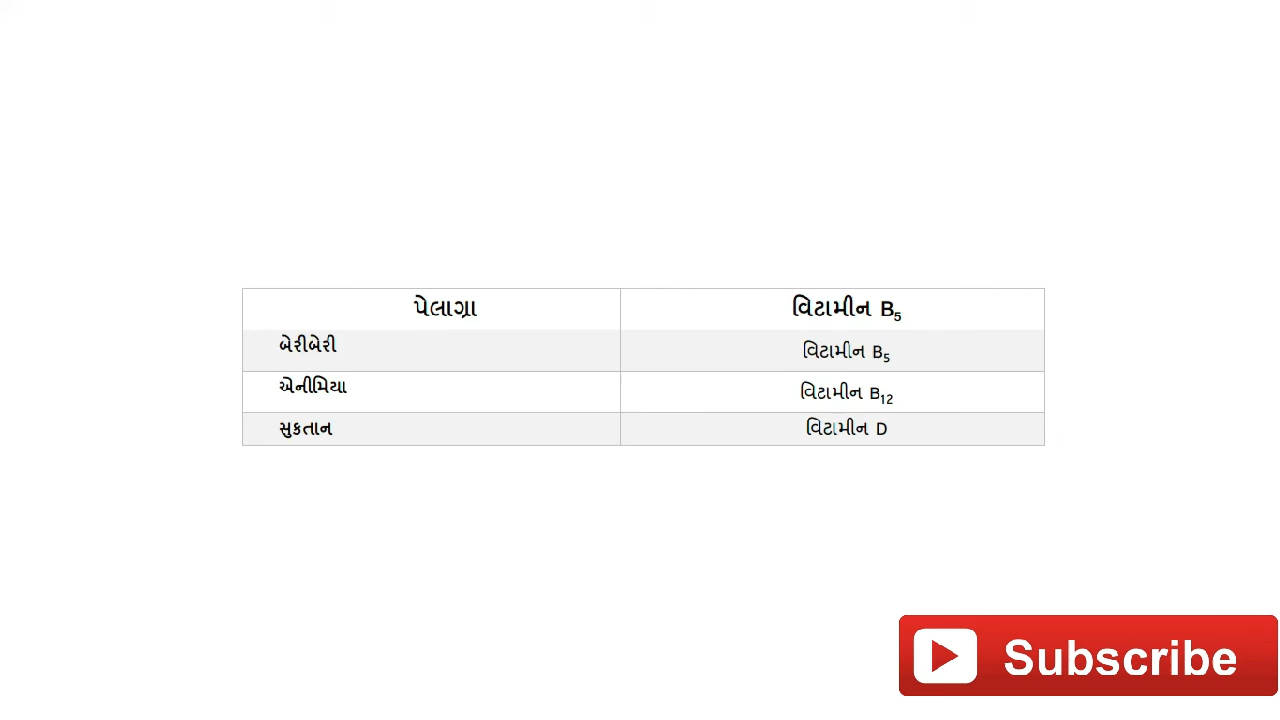 પેલાગ્રા વિટામીન B₅
બેરીબેરી વિટામીન B₅
એનીમિયા વિટામીન B₁₂
સુકતાન વિટામીન D
Subscribe